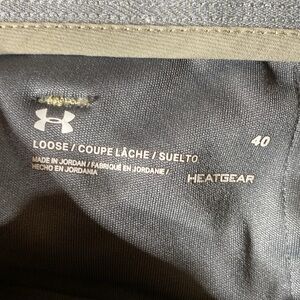 LOOSE / COUPE LÂCHE / SUELTO
40
MADE IN JORDAN / FABRIQUÉ EN JORDANIE /
HECHO EN JORDANIA
HEATGEAR